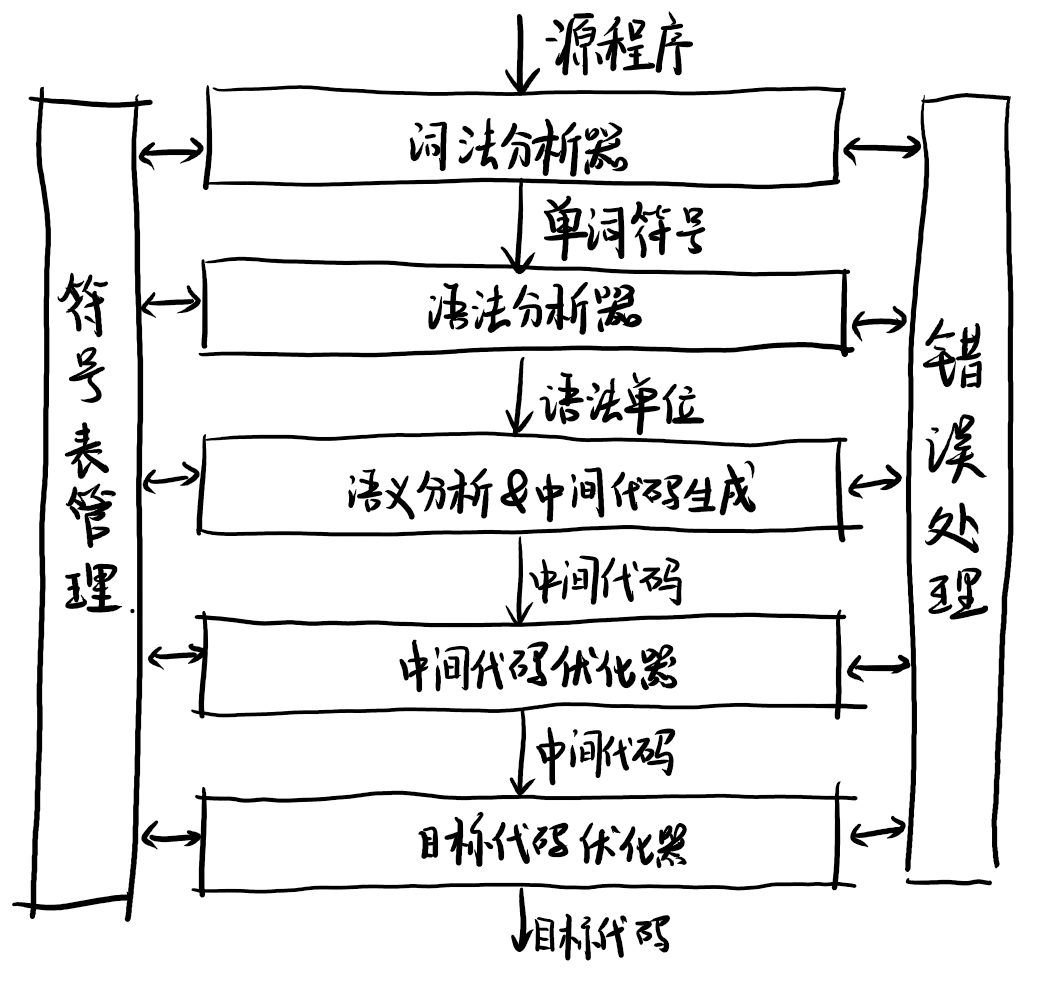 源程序
词法分析器
单词符号
语法分析器
语法单位
语义分析&中间代码生成
中间代码
中间代码优化器
中间代码
目标代码优化器
目标代码
符号表管理
错误处理